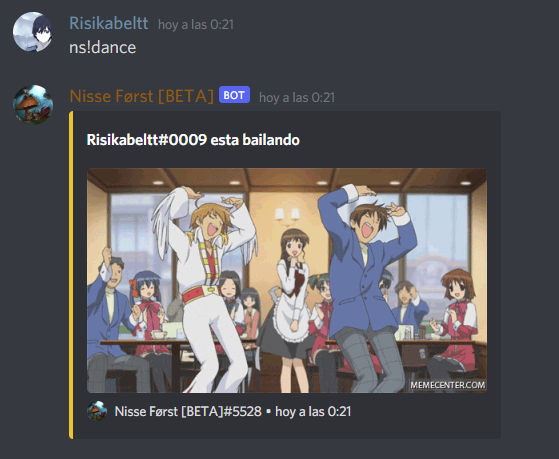 Risikabeltt hoy a las 0:21
ns!dance
Nisse Først [BETA] BOT hoy a las 0:21
Risikabeltt#0009 esta bailando
MEMECENTER.COM
Nisse Først [BETA]#5528 • hoy a las 0:21